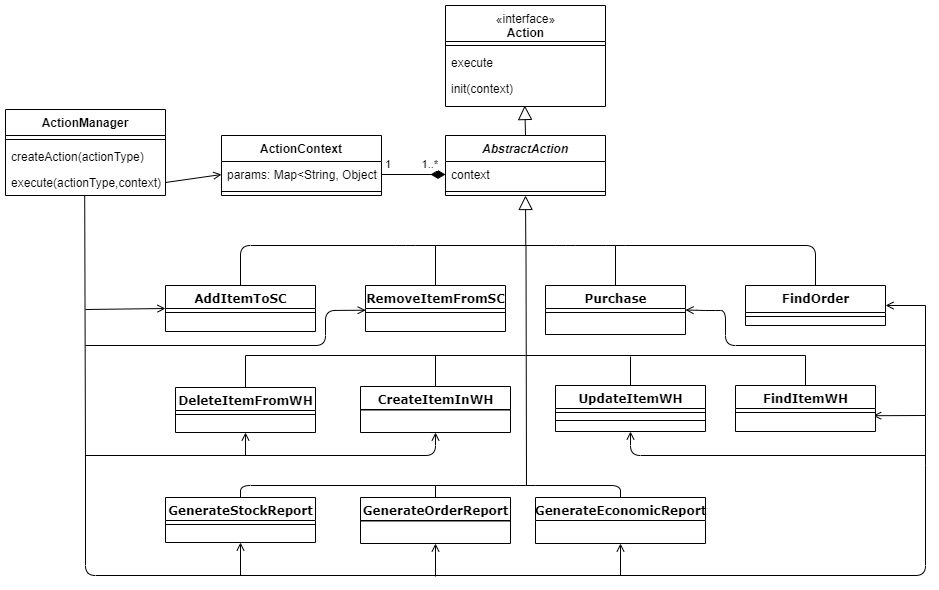 «interface»
Action
execute
init(context)
ActionManager
createAction(actionType)
execute(actionType,context)
ActionContext
params: Map<String, Object
1
1..*
AbstractAction
context
AddItemToSC
RemoveItemFromSC
Purchase
FindOrder
DeleteItemFromWH
CreateItemInWH
UpdateItemWH
FindItemWH
GenerateStockReport
GenerateOrderReport
GenerateEconomicReport